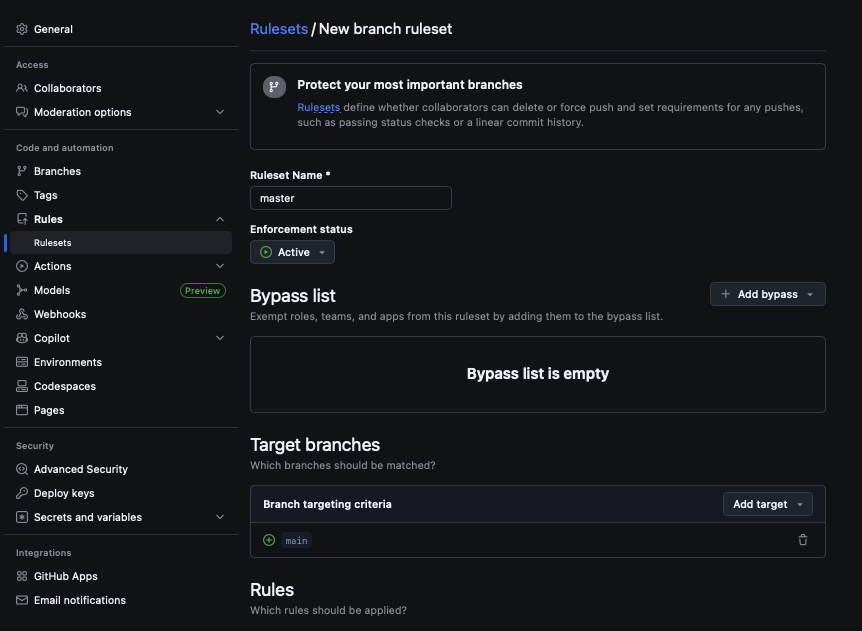 General
Access
Collaborators
Moderation options
Code and automation
Branches
Tags
Rules
Rulesets
Actions
Models Preview
Webhooks
Copilot
Environments
Codespaces
Pages
Security
Advanced Security
Deploy keys
Secrets and variables
Integrations
GitHub Apps
Email notifications
Rulesets / New branch ruleset
Protect your most important branches
Rulesets define whether collaborators can delete or force push and set requirements for any pushes,
such as passing status checks or a linear commit history.
Ruleset Name *
master
Enforcement status
Active
Bypass list
Add bypass
Exempt roles, teams, and apps from this ruleset by adding them to the bypass list.
Bypass list is empty
Target branches
Which branches should be matched?
Branch targeting criteria
Add target
main
Rules
Which rules should be applied?